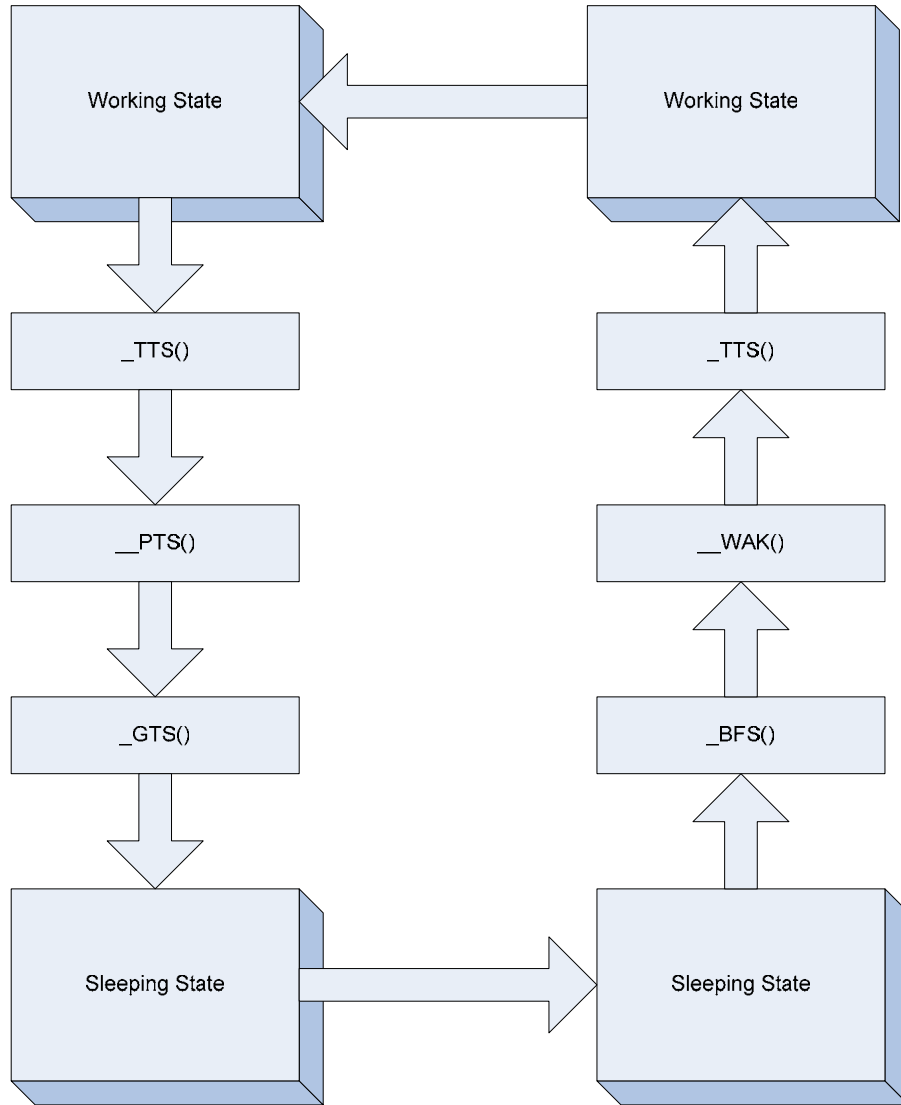 Working State
Working State
_TTS()
_TTS()
__PTS()
__WAK()
_GTS()
_BFS()
Sleeping State
Sleeping State